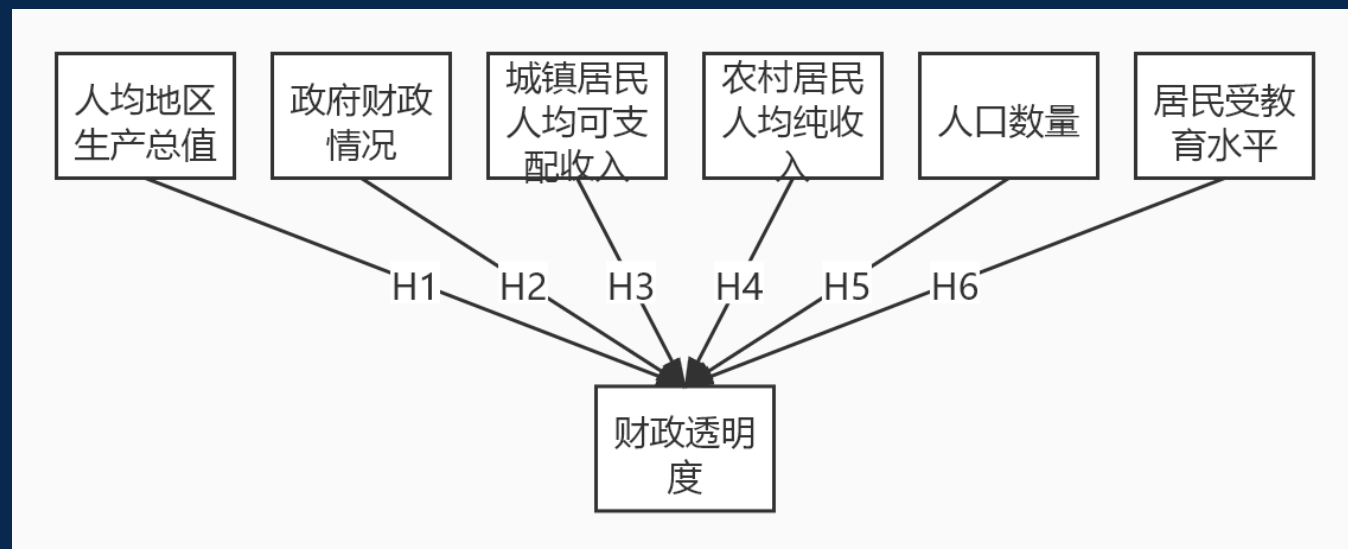 人均地区
生产总值
政府财政
情况
城镇居民
人均可支
配收入
农村居民
人均纯收
入
人口数量
居民受教
育水平
H1
H2
H3
H4
H5
H6
财政透明
度